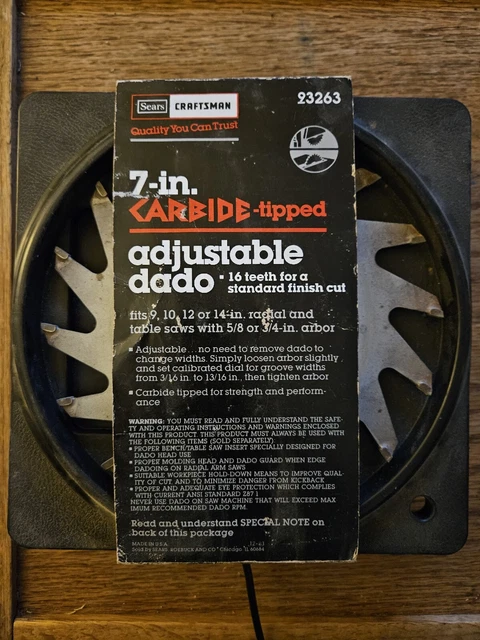 Sears CRAFTSMAN 23263
Quality You Can Trust
7-in.
CARBIDE-tipped
adjustable
dado ▪ 16 teeth for a
standard finish cut
fits 9, 10, 12 or 14-in. radial and
table saws with 5/8 or 3/4-in. arbor
▪ Adjustable...no need to remove dado to
change widths. Simply loosen arbor slightly
and set calibrated dial for groove widths
from 3/16 in. to 13/16 in., then tighten arbor
▪ Carbide tipped for strength and perform-
ance
WARNING: YOU MUST READ AND FULLY UNDERSTAND THE SAFE-
TY AND OPERATING INSTRUCTIONS AND WARNINGS ENCLOSED
WITH THIS PRODUCT. THIS PRODUCT MUST ALWAYS BE USED WITH
THE FOLLOWING ITEMS (SOLD SEPARATELY):
▪ PROPER BENCH/TABLE SAW INSERT SPECIALLY DESIGNED FOR
DADO HEAD USE
▪ PROPER MOLDING HEAD AND DADO GUARD WHEN EDGE
DADOING ON RADIAL ARM SAWS
▪ SUITABLE WORKPIECE HOLD-DOWN MEANS TO IMPROVE QUAL-
ITY OF CUT AND TO MINIMIZE DANGER FROM KICKBACK
▪ PROPER AND ADEQUATE EYE PROTECTION WHICH COMPLIES
WITH CURRENT ANSI STANDARD Z87.1
NEVER USE DADO ON SAW MACHINE THAT WILL EXCEED MAX
IMUM RECOMMENDED DADO RPM.
Read and understand SPECIAL NOTE on
back of this package
MADE IN U.S.A.
Sold by SEARS, ROEBUCK AND CO. Chicago, IL 60684